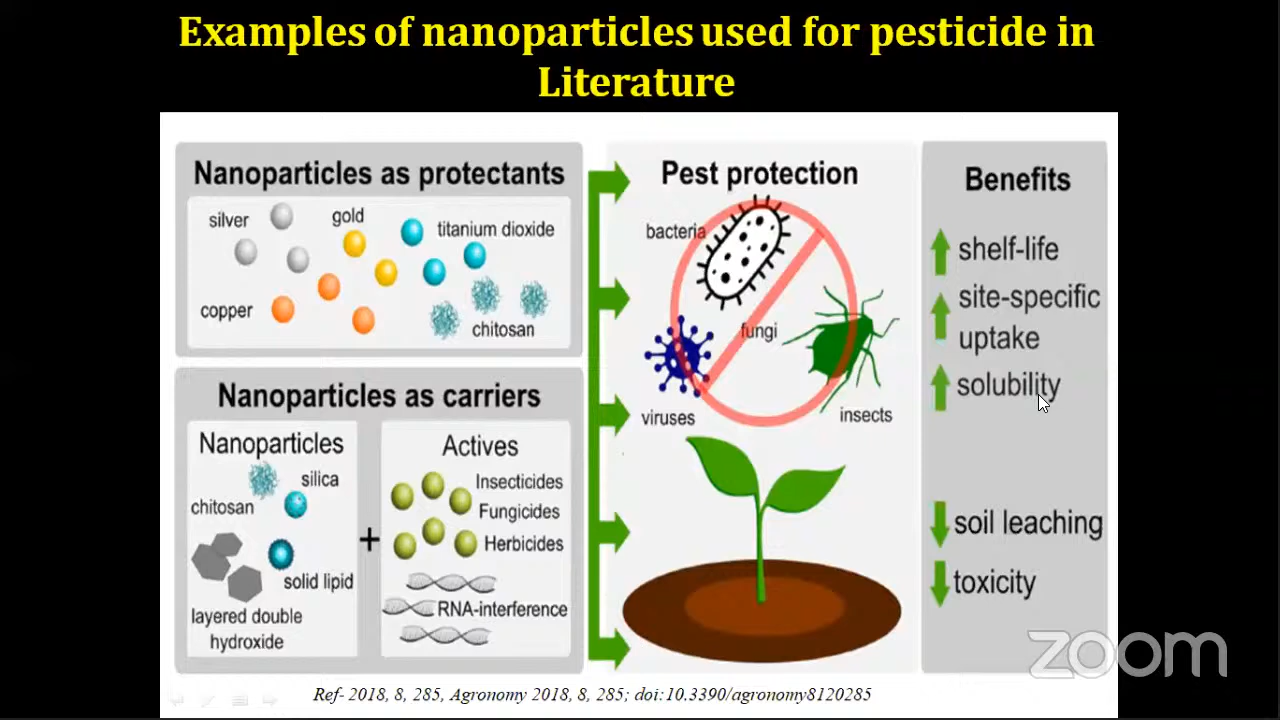 Examples of nanoparticles used for pesticide in
Literature
Nanoparticles as protectants
silver
gold
titanium dioxide
copper
chitosan
Nanoparticles as carriers
Nanoparticles
silica
chitosan
solid lipid
layered double
hydroxide
+
Actives
Insecticides
Fungicides
Herbicides
RNA-interference
Pest protection
bacteria
fungi
viruses
insects
Benefits
shelf-life
site-specific
uptake
solubility
soil leaching
toxicity
Ref- 2018, 8, 285, Agronomy 2018, 8, 285; doi:10.3390/agronomy8120285
zoom